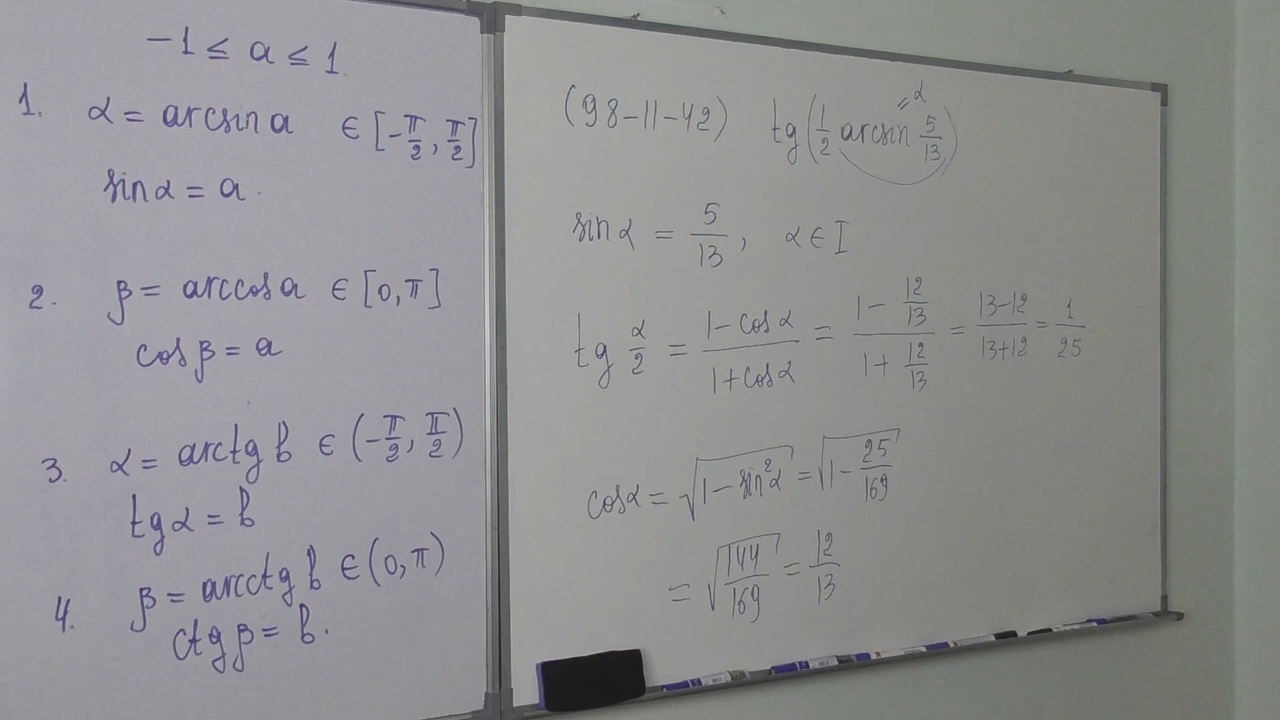 -1 ≤ a ≤ 1
1. α = arcsin a ∈ [-π/2, π/2]
sin α = a.
2. β = arccos a ∈ [0, π]
cos β = a
3. α = arctg b ∈ (-π/2, π/2)
tg α = b
4. β = arcctg b ∈ (0, π)
ctg β = b.
(98-11-42) tg(1/2 arcsin 5/13) = α
sin α = 5/13, α ∈ I
tg α/2 = (1 - cos α)/(1 + cos α) = (1 - 12/13)/(1 + 12/13) = (13-12)/(13+12) = 1/25
cos α = √(1 - sin²α) = √(1 - 25/169)
= √(144/169) = 12/13